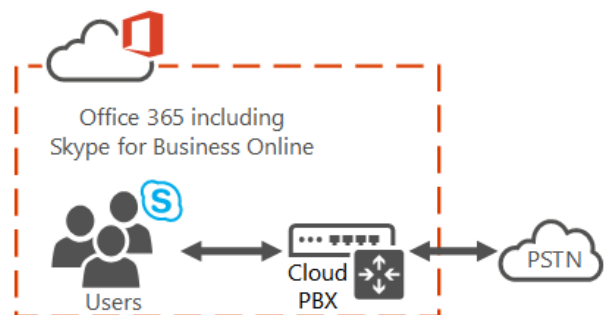 Office 365 including
Skype for Business Online
S
Users
Cloud
PBX
PSTN